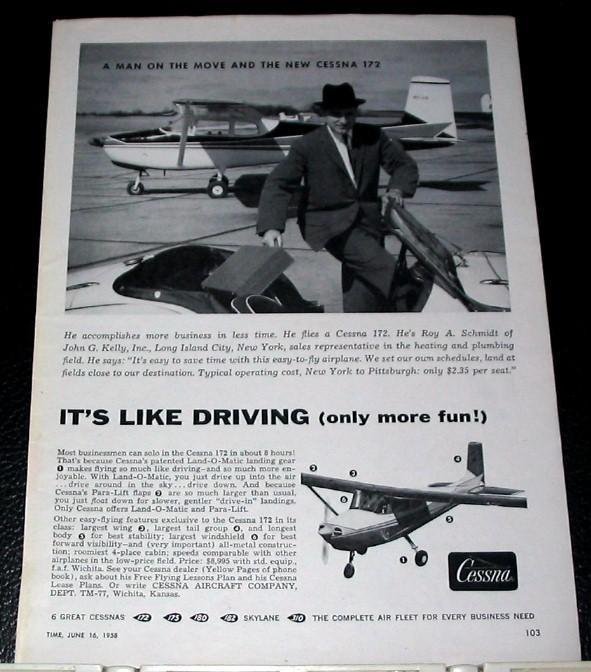 A MAN ON THE MOVE AND THE NEW CESSNA 172
He accomplishes more business in less time. He flies a Cessna 172. He's Roy A. Schmidt of
John G. Kelly, Inc., Long Island City, New York, sales representative in the heating and plumbing
field. He says: "It's easy to save time with this easy-to-fly airplane. We set our own schedules, land at
fields close to our destination. Typical operating cost, New York to Pittsburgh: only $2.35 per seat."
IT'S LIKE DRIVING (only more fun!)
Most businessmen can solo in the Cessna 172 in about 8 hours!
That's because Cessna's patented Land-O-Matic landing gear
1 makes flying so much like driving—and so much more en-
joyable. With Land-O-Matic, you just drive up into the air
...drive around in the sky...drive down. And because
Cessna's Para-Lift flaps 2 are so much larger than usual,
you just float down for slower, gentler "drive-in" landings.
Only Cessna offers Land-O-Matic and Para-Lift.
Other easy-flying features exclusive to the Cessna 172 in its
class: largest wing 3, largest tail group 4, and longest
body 5 for best stability; largest windshield 6 for best
forward visibility—and (very important) all-metal construc-
tion; roomiest 4-place cabin; speeds comparable with other
airplanes in the low-price field. Price: $8,995 with std. equip.,
f.a.f. Wichita. See your Cessna dealer (Yellow Pages of phone
book), ask about his Free Flying Lessons Plan and his Cessna
Lease Plans. Or write CESSNA AIRCRAFT COMPANY,
DEPT. TM-77, Wichita, Kansas.
2
3
4
6
5
1
Cessna
6 GREAT CESSNAS 172 175 180 182 SKYLANE 310 THE COMPLETE AIR FLEET FOR EVERY BUSINESS NEED
TIME, JUNE 16, 1958
103